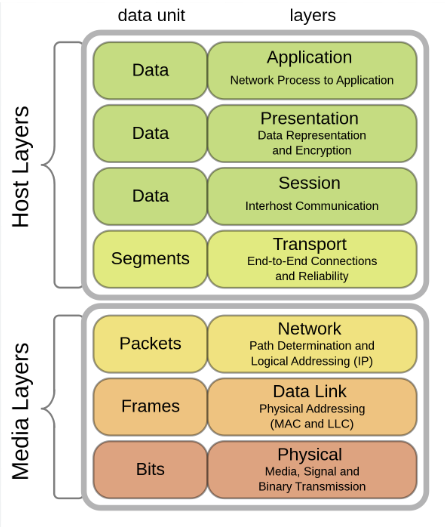 data unit layers
Host Layers
Data
Application
Network Process to Application
Data
Presentation
Data Representation
and Encryption
Data
Session
Interhost Communication
Segments
Transport
End-to-End Connections
and Reliability
Media Layers
Packets
Network
Path Determination and
Logical Addressing (IP)
Frames
Data Link
Physical Addressing
(MAC and LLC)
Bits
Physical
Media, Signal and
Binary Transmission